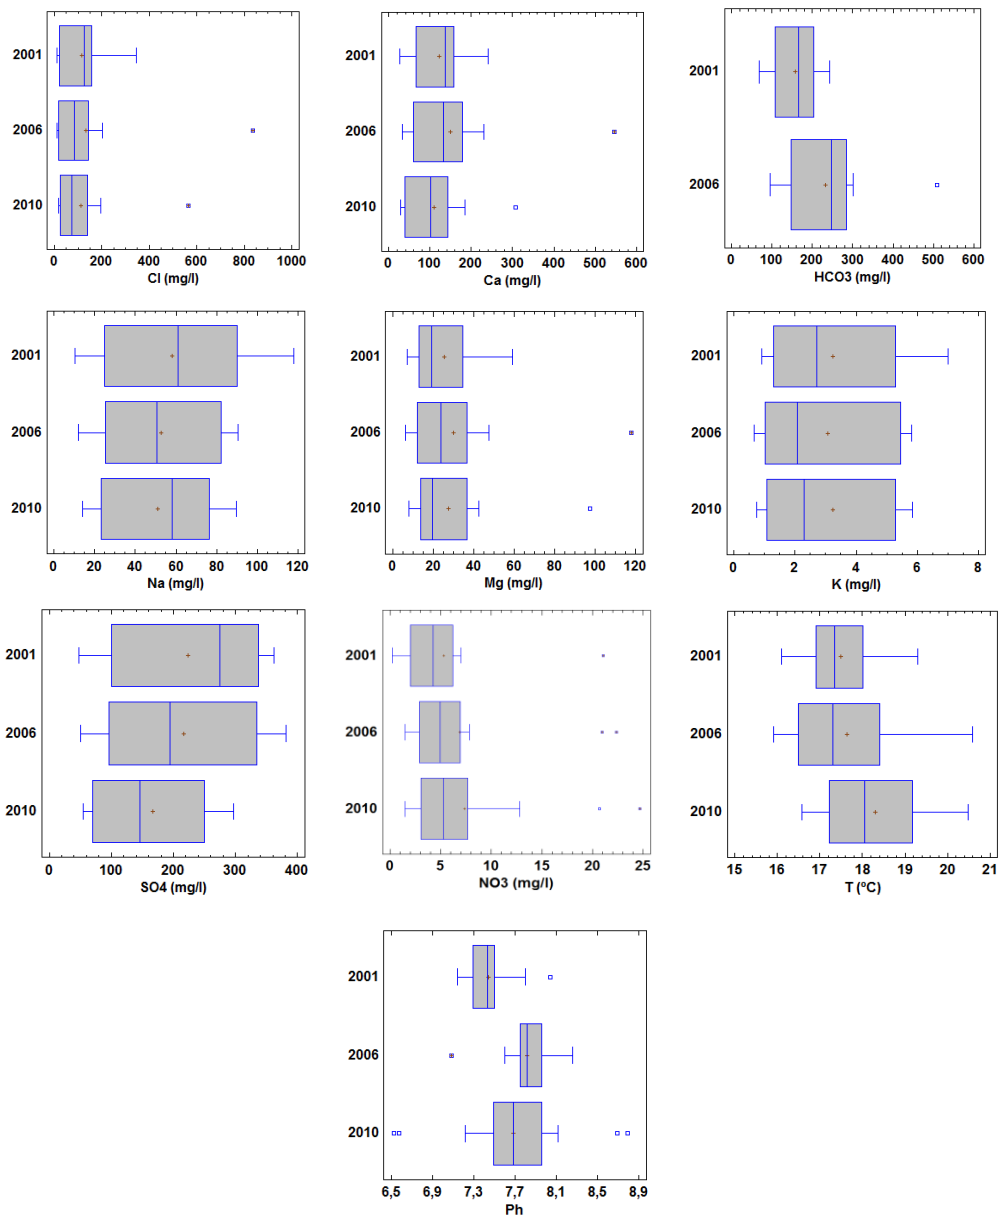 2001
2006
2010
0 200 400 600 800 1000
Cl (mg/l)
2001
2006
2010
0 100 200 300 400 500 600
Ca (mg/l)
2001
2006
0 100 200 300 400 500 600
HCO3 (mg/l)
2001
2006
2010
0 20 40 60 80 100 120
Na (mg/l)
2001
2006
2010
0 20 40 60 80 100 120
Mg (mg/l)
2001
2006
2010
0 2 4 6 8
K (mg/l)
2001
2006
2010
0 100 200 300 400
SO4 (mg/l)
2001
2006
2010
0 5 10 15 20 25
NO3 (mg/l)
2001
2006
2010
15 16 17 18 19 20 21
T (ºC)
2001
2006
2010
6,5 6,9 7,3 7,7 8,1 8,5 8,9
Ph